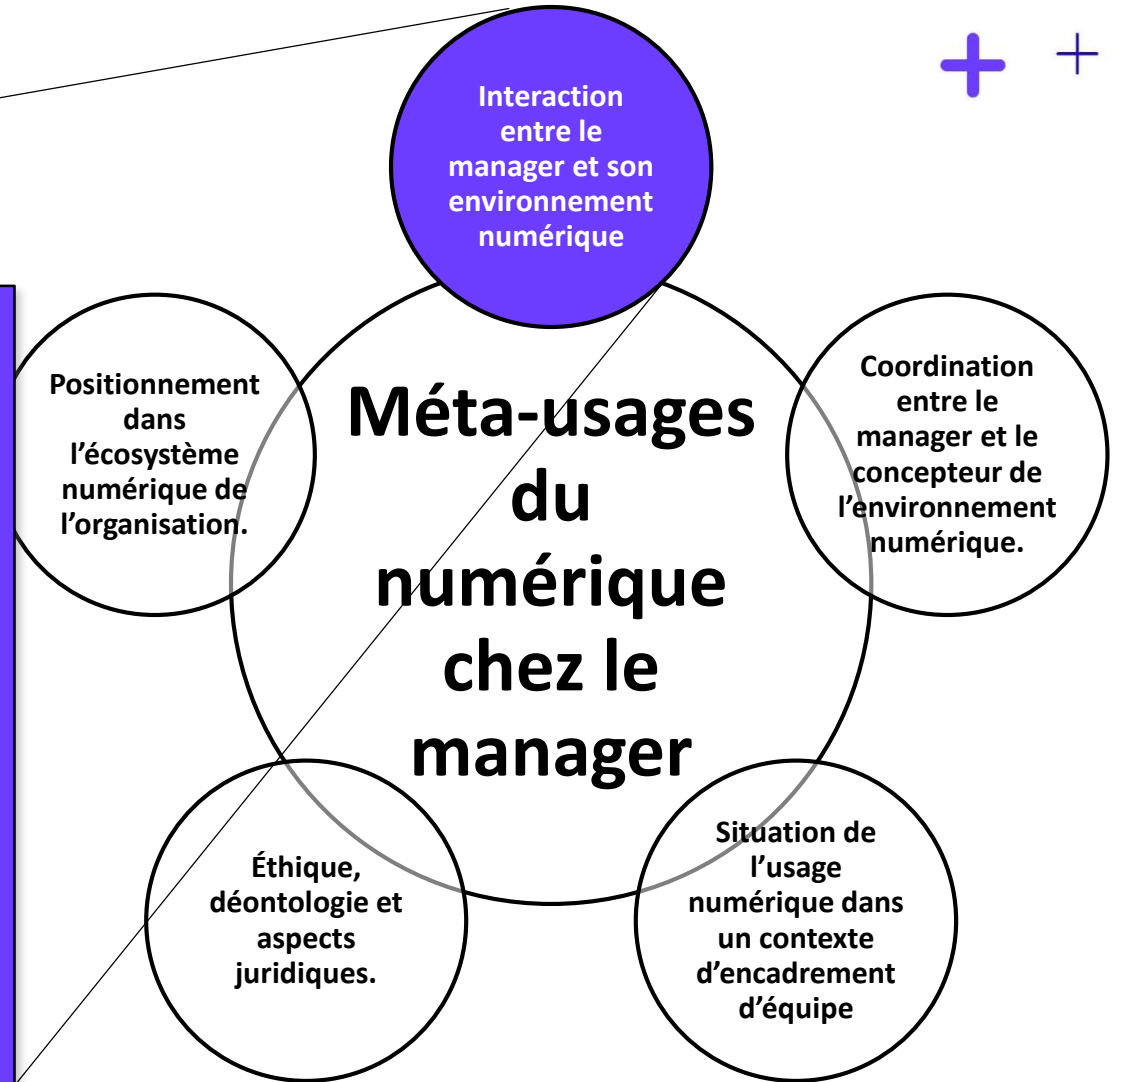 Interaction
entre le
manager et son
environnement
numérique
Positionnement
dans
l’écosystème
numérique de
l’organisation.
Méta-usages
du
numérique
chez le
manager
Coordination
entre le
manager et le
concepteur de
l’environnement
numérique.
Éthique,
déontologie et
aspects
juridiques.
Situation de
l’usage
numérique dans
un contexte
d’encadrement
d’équipe